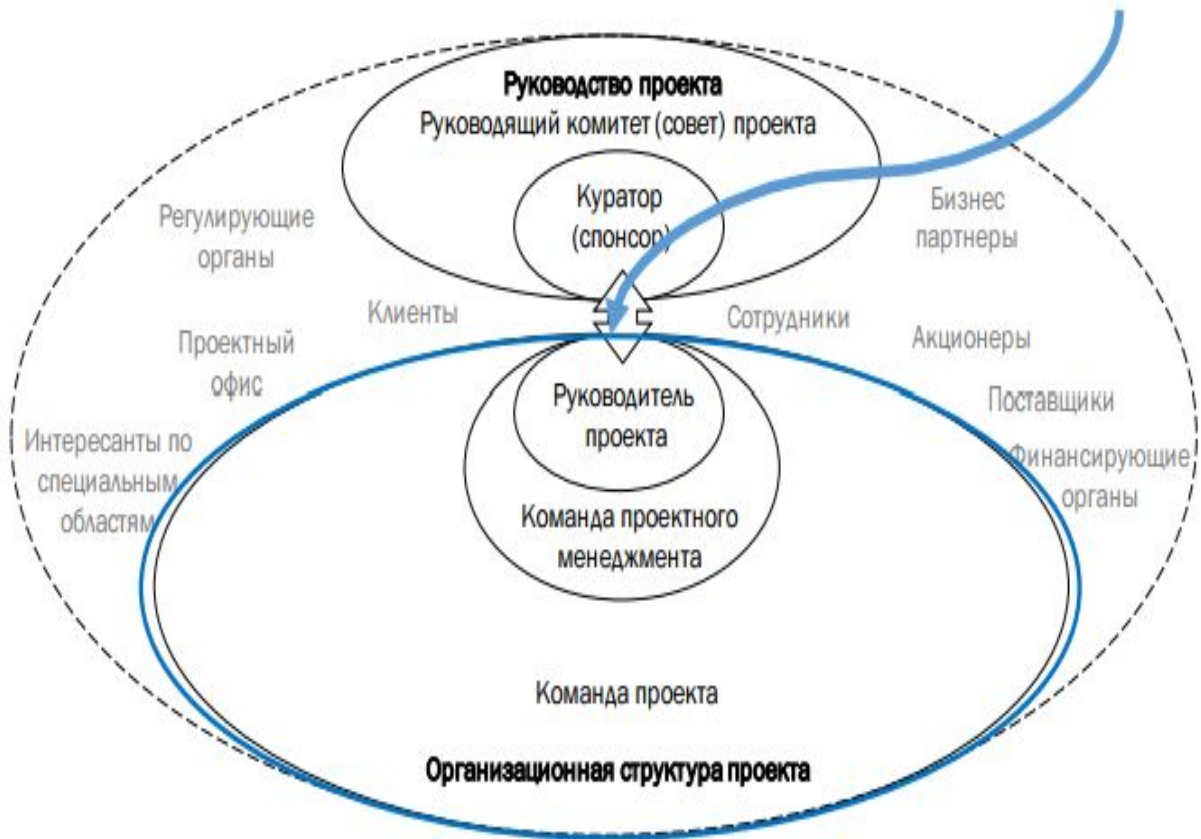 Руководство проекта
Руководящий комитет (совет) проекта
Куратор
(спонсор)
Регулирующие
органы
Бизнес
партнеры
Клиенты
Сотрудники
Проектный
офис
Акционеры
Руководитель
проекта
Поставщики
Интересанты по
специальным
областям
Финансирующие
органы
Команда проектного
менеджмента
Команда проекта
Организационная структура проекта